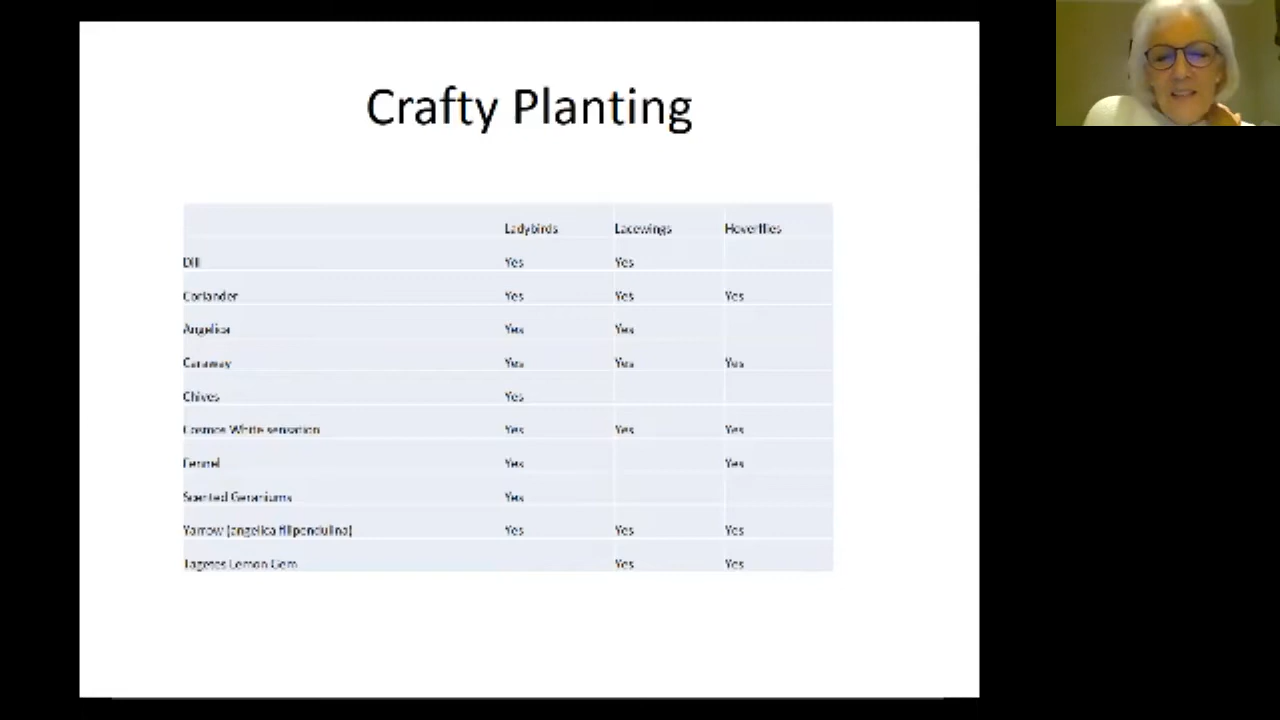 Crafty Planting
Ladybirds Lacewings Hoverflies
Dill Yes Yes
Coriander Yes Yes Yes
Angelica Yes Yes
Caraway Yes Yes Yes
Chives Yes
Cosmos White sensation Yes Yes Yes
Fennel Yes Yes
Scented Geraniums Yes
Yarrow (angelica filipendulina) Yes Yes Yes
Tagetes Lemon Gem Yes Yes